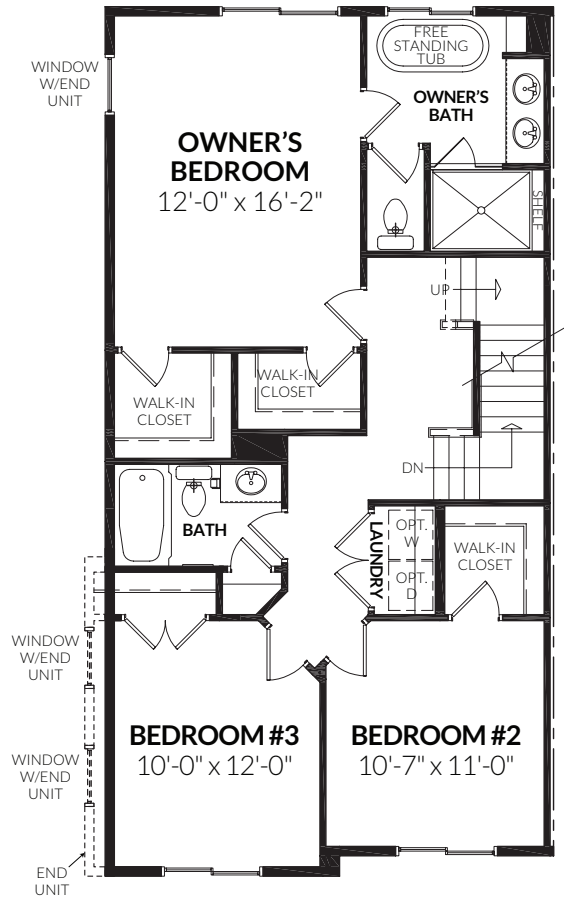 FREE
STANDING
TUB
WINDOW
W/END
UNIT
OWNER'S
BATH
OWNER'S
BEDROOM
12'-0" x 16'-2"
SHELF
UP
WALK-IN
CLOSET
WALK-IN
CLOSET
DN
BATH
LAUNDRY
OPT.
W
OPT.
D
WALK-IN
CLOSET
WINDOW
W/END
UNIT
BEDROOM #3
10'-0" x 12'-0"
BEDROOM #2
10'-7" x 11'-0"
WINDOW
W/END
UNIT
END
UNIT